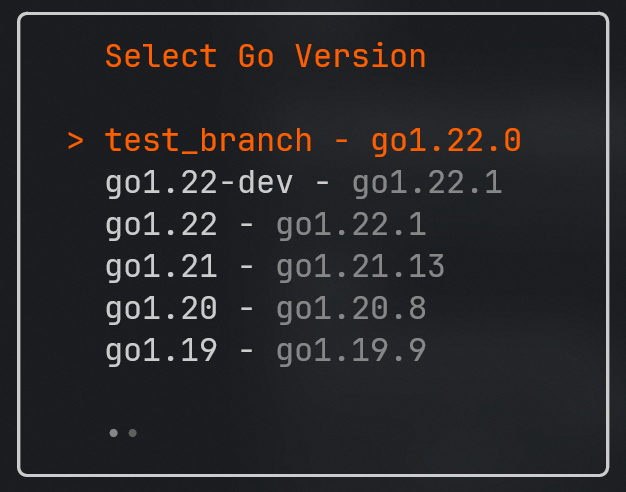 Select Go Version
> test_branch - go1.22.0
go1.22-dev - go1.22.1
go1.22 - go1.22.1
go1.21 - go1.21.13
go1.20 - go1.20.8
go1.19 - go1.19.9
••